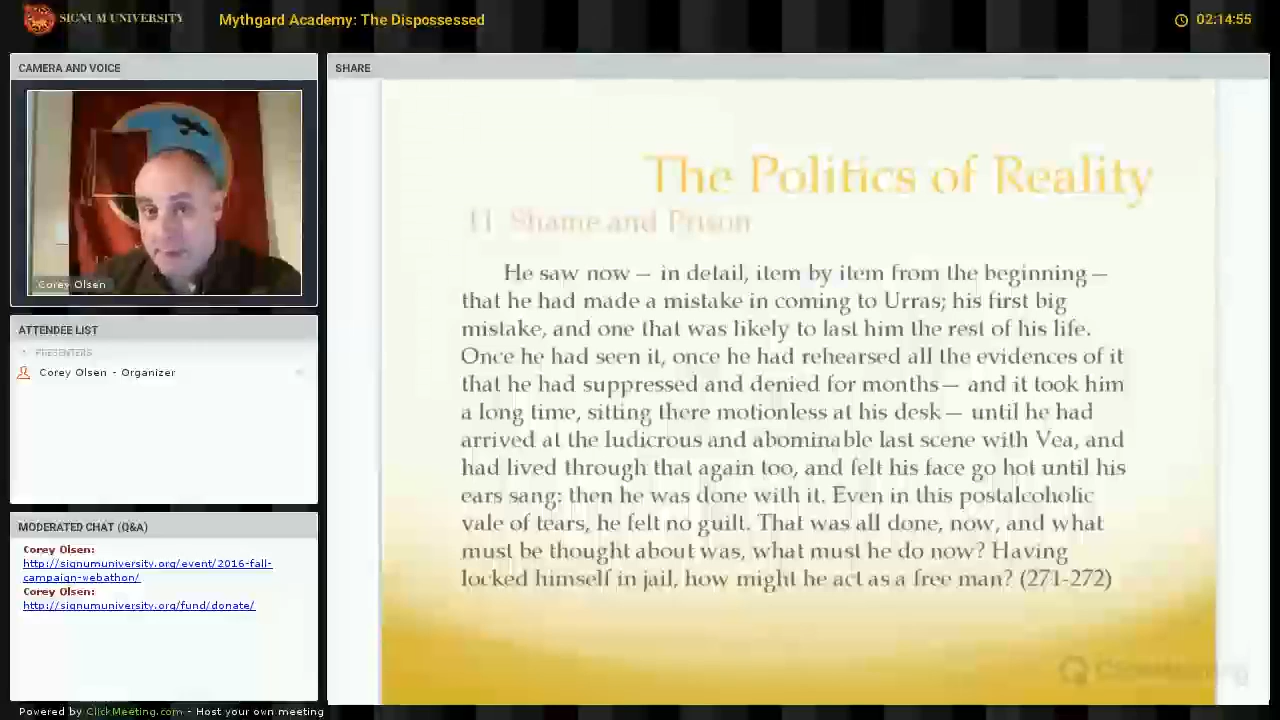 SIGNUM UNIVERSITY
Mythgard Academy: The Dispossessed
02:14:55
CAMERA AND VOICE
Corey Olsen
ATTENDEE LIST
PRESENTERS
Corey Olsen - Organizer
MODERATED CHAT (Q&A)
Corey Olsen:
http://signumuniversity.org/event/2016-fall-
campaign-webathon/
Corey Olsen:
http://signumuniversity.org/fund/donate/
Powered by ClickMeeting.com - Host your own meeting
SHARE
The Politics of Reality
11 Shame and Prison
He saw now — in detail, item by item from the beginning —
that he had made a mistake in coming to Urras; his first big
mistake, and one that was likely to last him the rest of his life.
Once he had seen it, once he had rehearsed all the evidences of it
that he had suppressed and denied for months — and it took him
a long time, sitting there motionless at his desk — until he had
arrived at the ludicrous and abominable last scene with Vea, and
had lived through that again too, and felt his face go hot until his
ears sang: then he was done with it. Even in this postalcoholic
vale of tears, he felt no guilt. That was all done, now, and what
must be thought about was, what must he do now? Having
locked himself in jail, how might he act as a free man? (271-272)
ClickMeeting